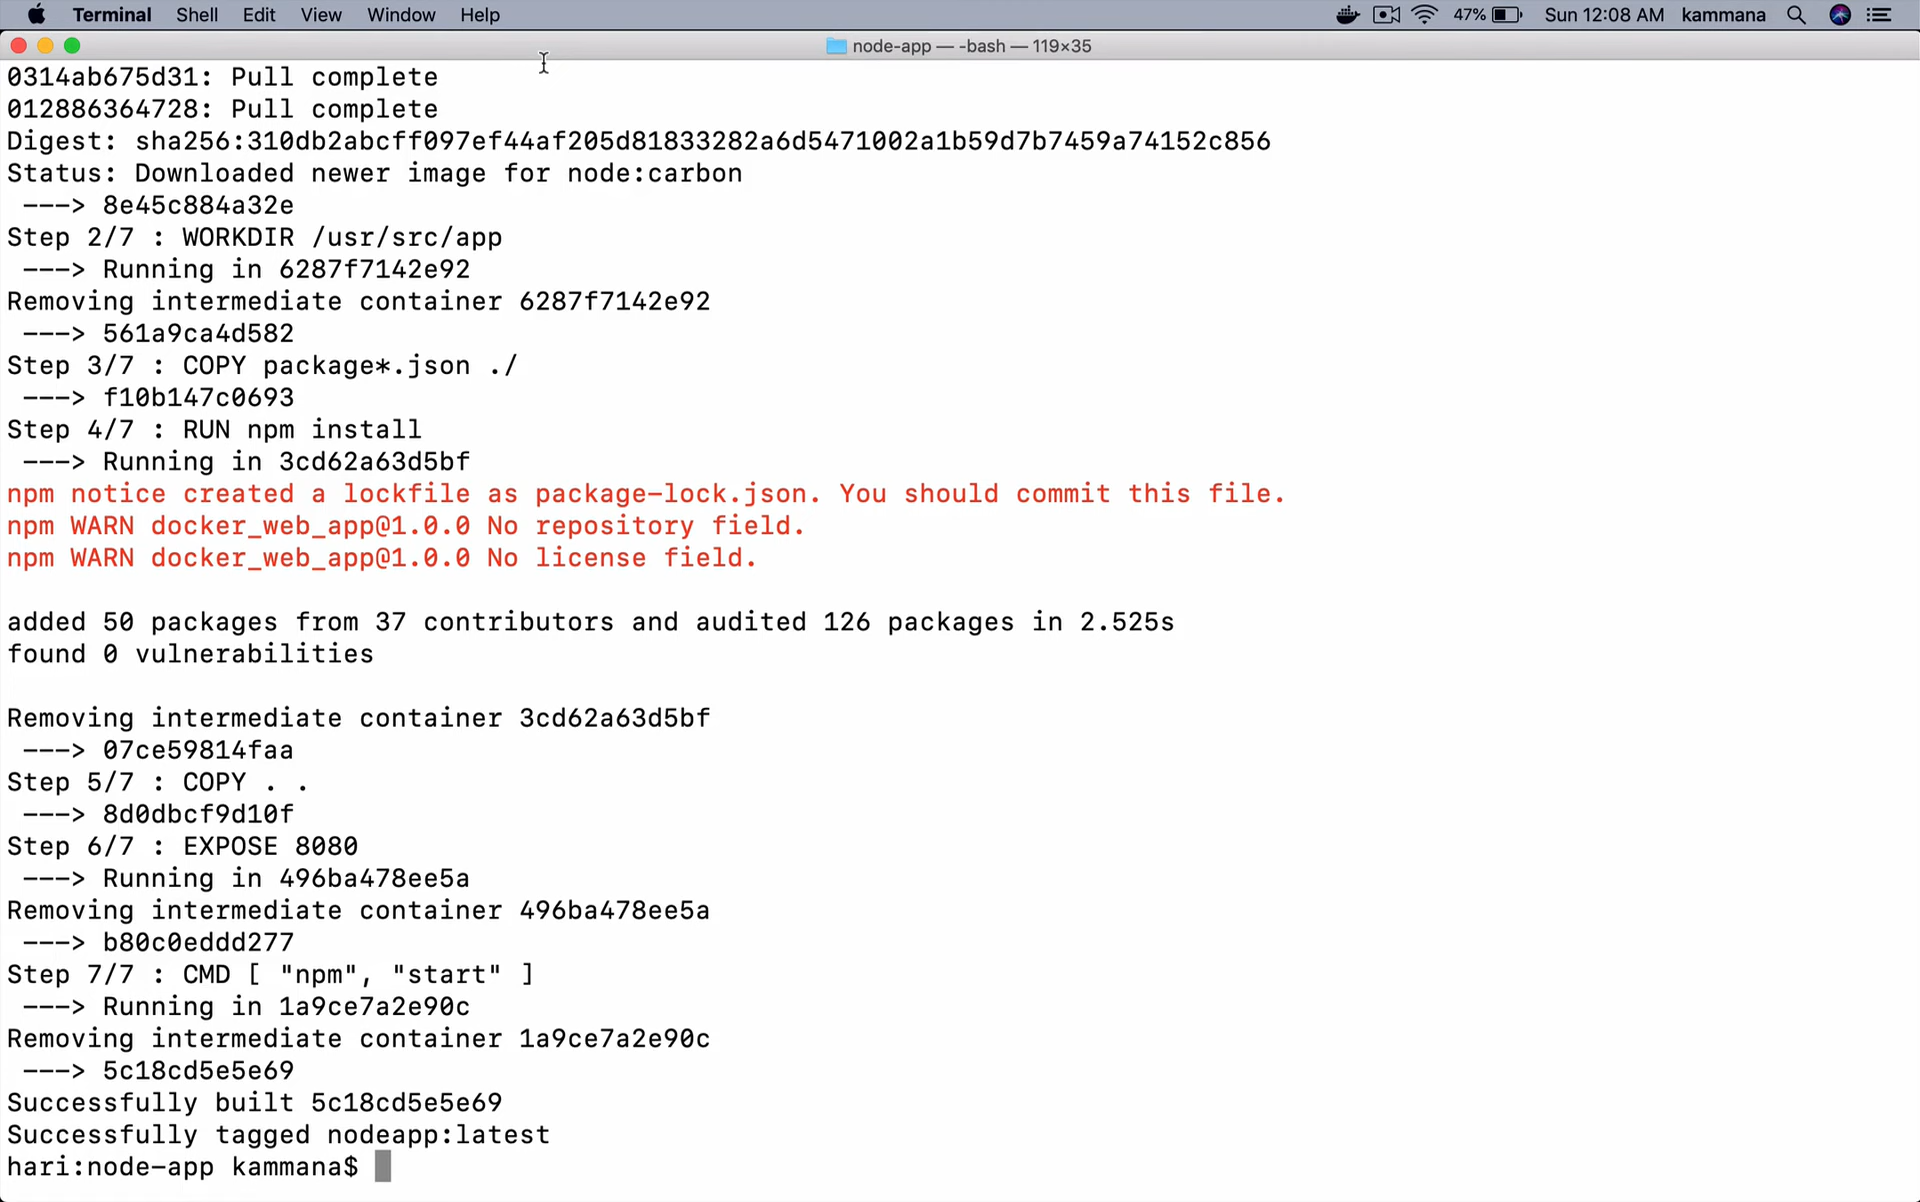 Terminal Shell Edit View Window Help 47% Sun 12:08 AM kammana
node-app — -bash — 119×35
0314ab675d31: Pull complete
012886364728: Pull complete
Digest: sha256:310db2abcff097ef44af205d81833282a6d5471002a1b59d7b7459a74152c856
Status: Downloaded newer image for node:carbon
 ---> 8e45c884a32e
Step 2/7 : WORKDIR /usr/src/app
 ---> Running in 6287f7142e92
Removing intermediate container 6287f7142e92
 ---> 561a9ca4d582
Step 3/7 : COPY package*.json ./
 ---> f10b147c0693
Step 4/7 : RUN npm install
 ---> Running in 3cd62a63d5bf
npm notice created a lockfile as package-lock.json. You should commit this file.
npm WARN docker_web_app@1.0.0 No repository field.
npm WARN docker_web_app@1.0.0 No license field.
added 50 packages from 37 contributors and audited 126 packages in 2.525s
found 0 vulnerabilities
Removing intermediate container 3cd62a63d5bf
 ---> 07ce59814faa
Step 5/7 : COPY . .
 ---> 8d0dbcf9d10f
Step 6/7 : EXPOSE 8080
 ---> Running in 496ba478ee5a
Removing intermediate container 496ba478ee5a
 ---> b80c0eddd277
Step 7/7 : CMD [ "npm", "start" ]
 ---> Running in 1a9ce7a2e90c
Removing intermediate container 1a9ce7a2e90c
 ---> 5c18cd5e5e69
Successfully built 5c18cd5e5e69
Successfully tagged nodeapp:latest
hari:node-app kammana$